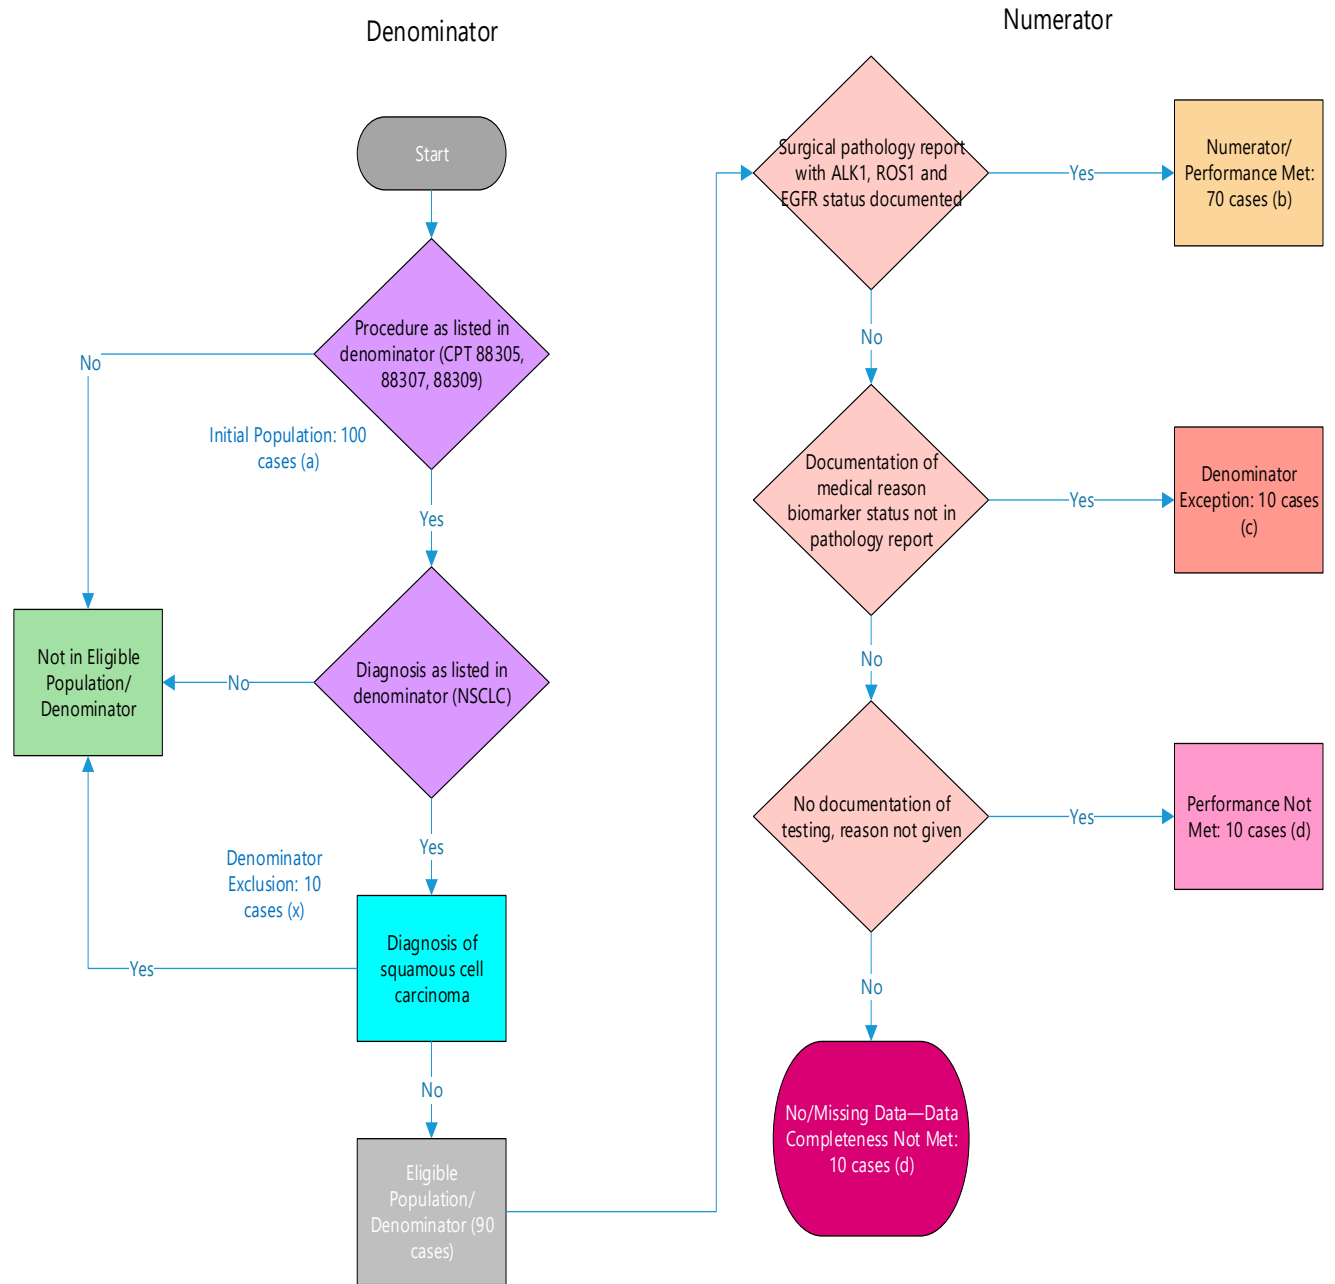 Denominator
Start
Procedure as listed in
denominator (CPT 88305,
88307, 88309)
No
Initial Population: 100
cases (a)
Yes
Not in Eligible
Population/
Denominator
No
Diagnosis as listed in
denominator (NSCLC)
Yes
Denominator
Exclusion: 10
cases (x)
Diagnosis of
squamous cell
carcinoma
Yes
No
Eligible
Population/
Denominator (90
cases)
Numerator
Surgical pathology report
with ALK1, ROS1 and
EGFR status documented
Yes
Numerator/
Performance Met:
70 cases (b)
No
Documentation of
medical reason
biomarker status not in
pathology report
Yes
Denominator
Exception: 10 cases
(c)
No
No documentation of
testing, reason not given
Yes
Performance Not
Met: 10 cases (d)
No
No/Missing Data—Data
Completeness Not Met:
10 cases (d)